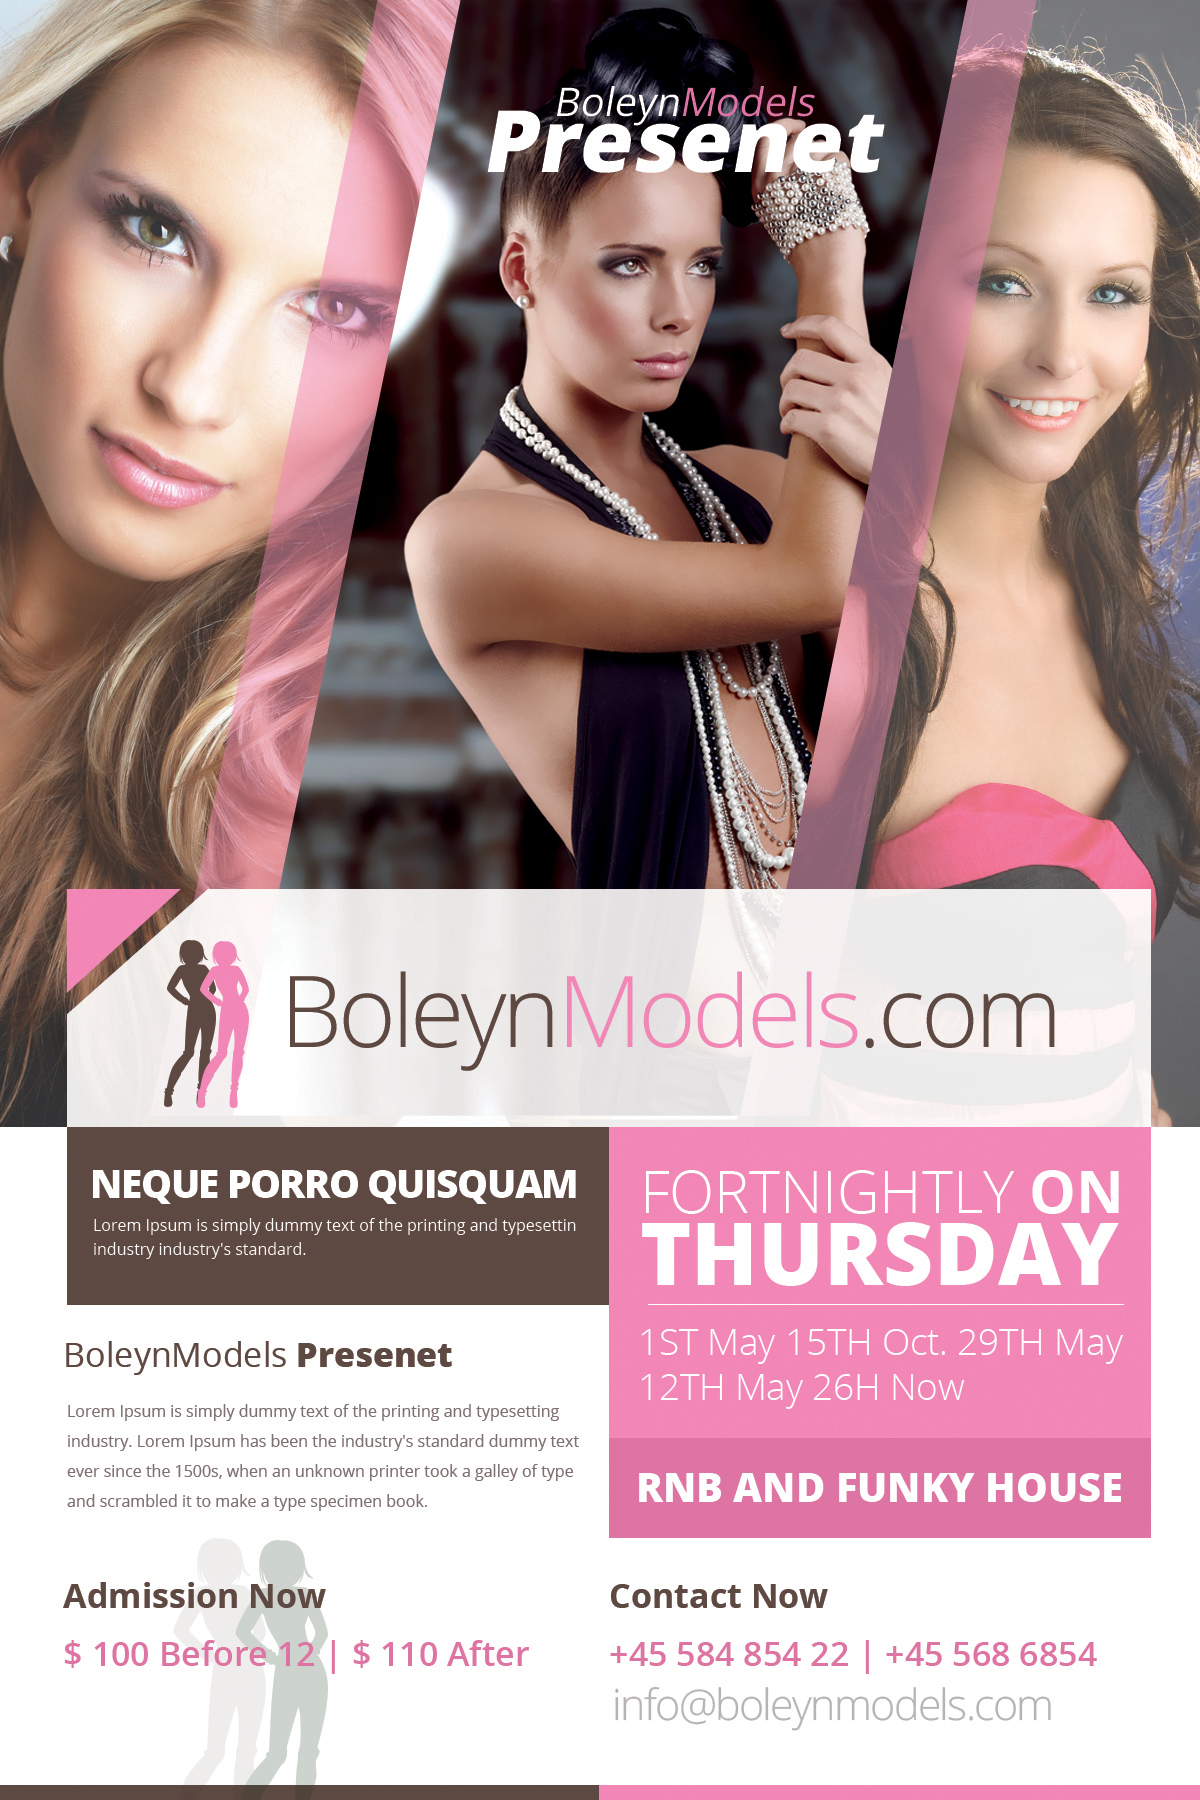 BoleynModels
Presenet
BoleynModels.com
NEQUE PORRO QUISQUAM
Lorem Ipsum is simply dummy text of the printing and typesettin
industry industry's standard.
FORTNIGHTLY ON
THURSDAY
1ST May 15TH Oct. 29TH May
12TH May 26H Now
RNB AND FUNKY HOUSE
BoleynModels Presenet
Lorem Ipsum is simply dummy text of the printing and typesetting
industry. Lorem Ipsum has been the industry's standard dummy text
ever since the 1500s, when an unknown printer took a galley of type
and scrambled it to make a type specimen book.
Admission Now
$ 100 Before 12 | $ 110 After
Contact Now
+45 584 854 22 | +45 568 6854
info@boleynmodels.com